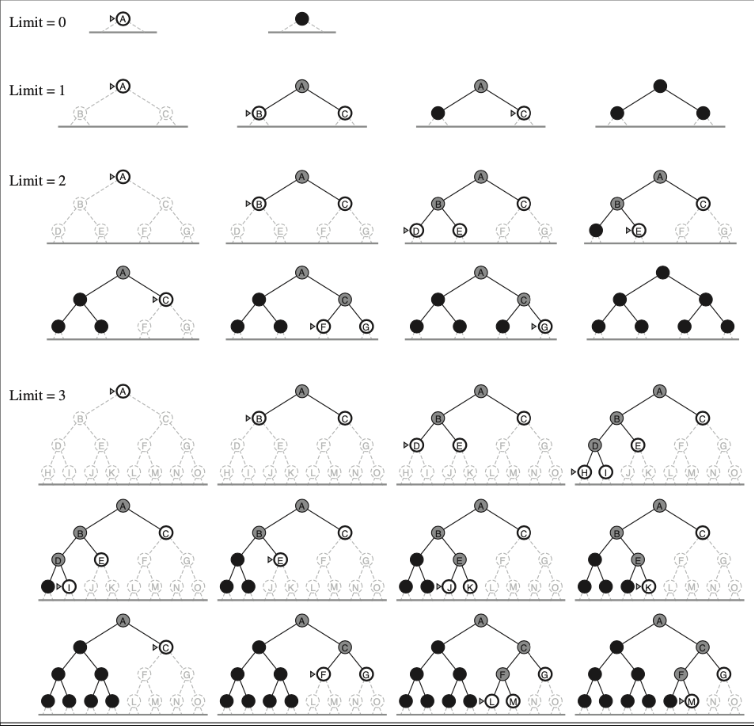 Limit = 0 A
Limit = 1 A A A
B C B C C
Limit = 2 A A A A
B C B C B C B C
D E F G D E F G D E F G E F G
A A A
C C C
F G F G G
Limit = 3 A A A A
B C B C B C B C
D E F G D E F G D E F G D E F G
H I J K L M N O H I J K L M N O H I J K L M N O H I J K L M N O
A A A A
B C B C B C B C
D E F G E F G E F G E F G
I J K L M N O J K L M N O J K L M N O K L M N O
A A A A
C C C C
F G F G F G F G
L M N O L M N O L M N O M N O